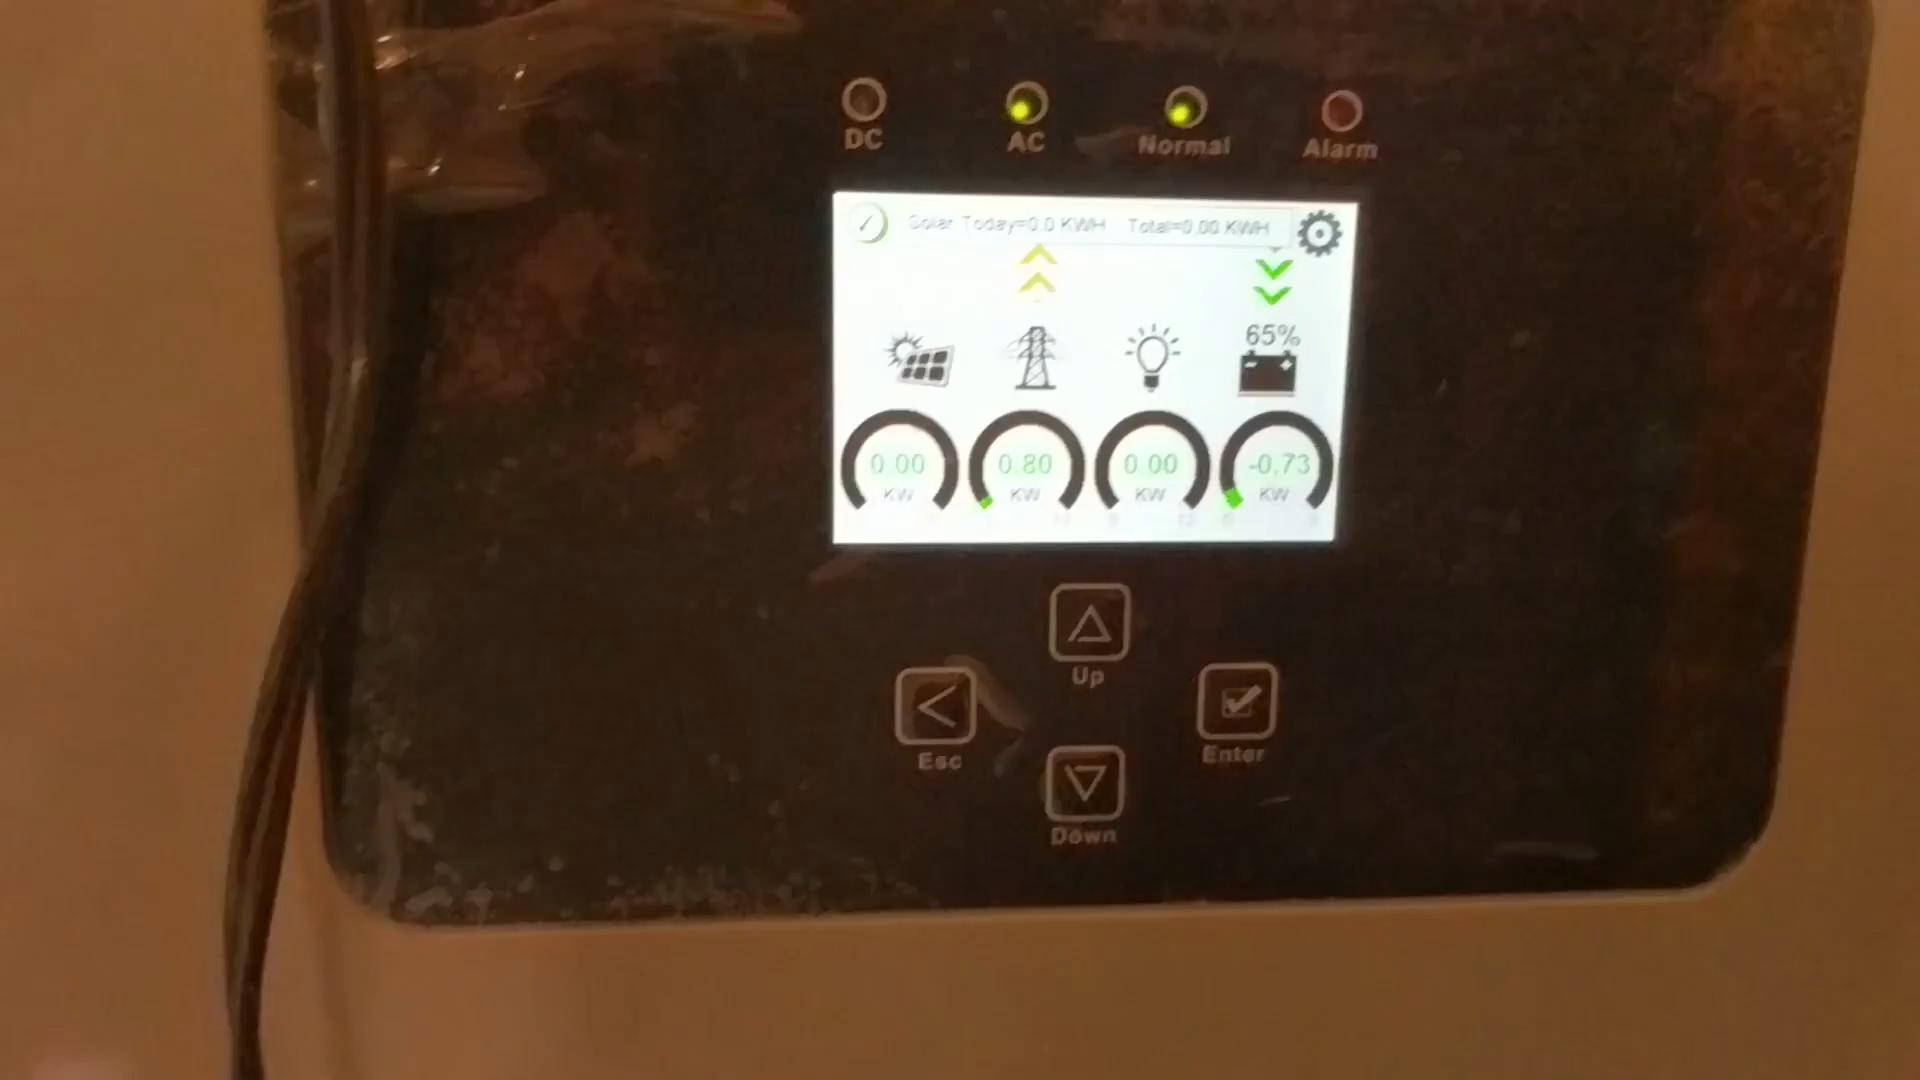 DC AC Normal Alarm
Solar Today=0.0 KWH Total=0.00 KWH
65%
0.00 0.80 0.00 -0.73
KW KW KW KW
12
Up
Esc Enter
Down